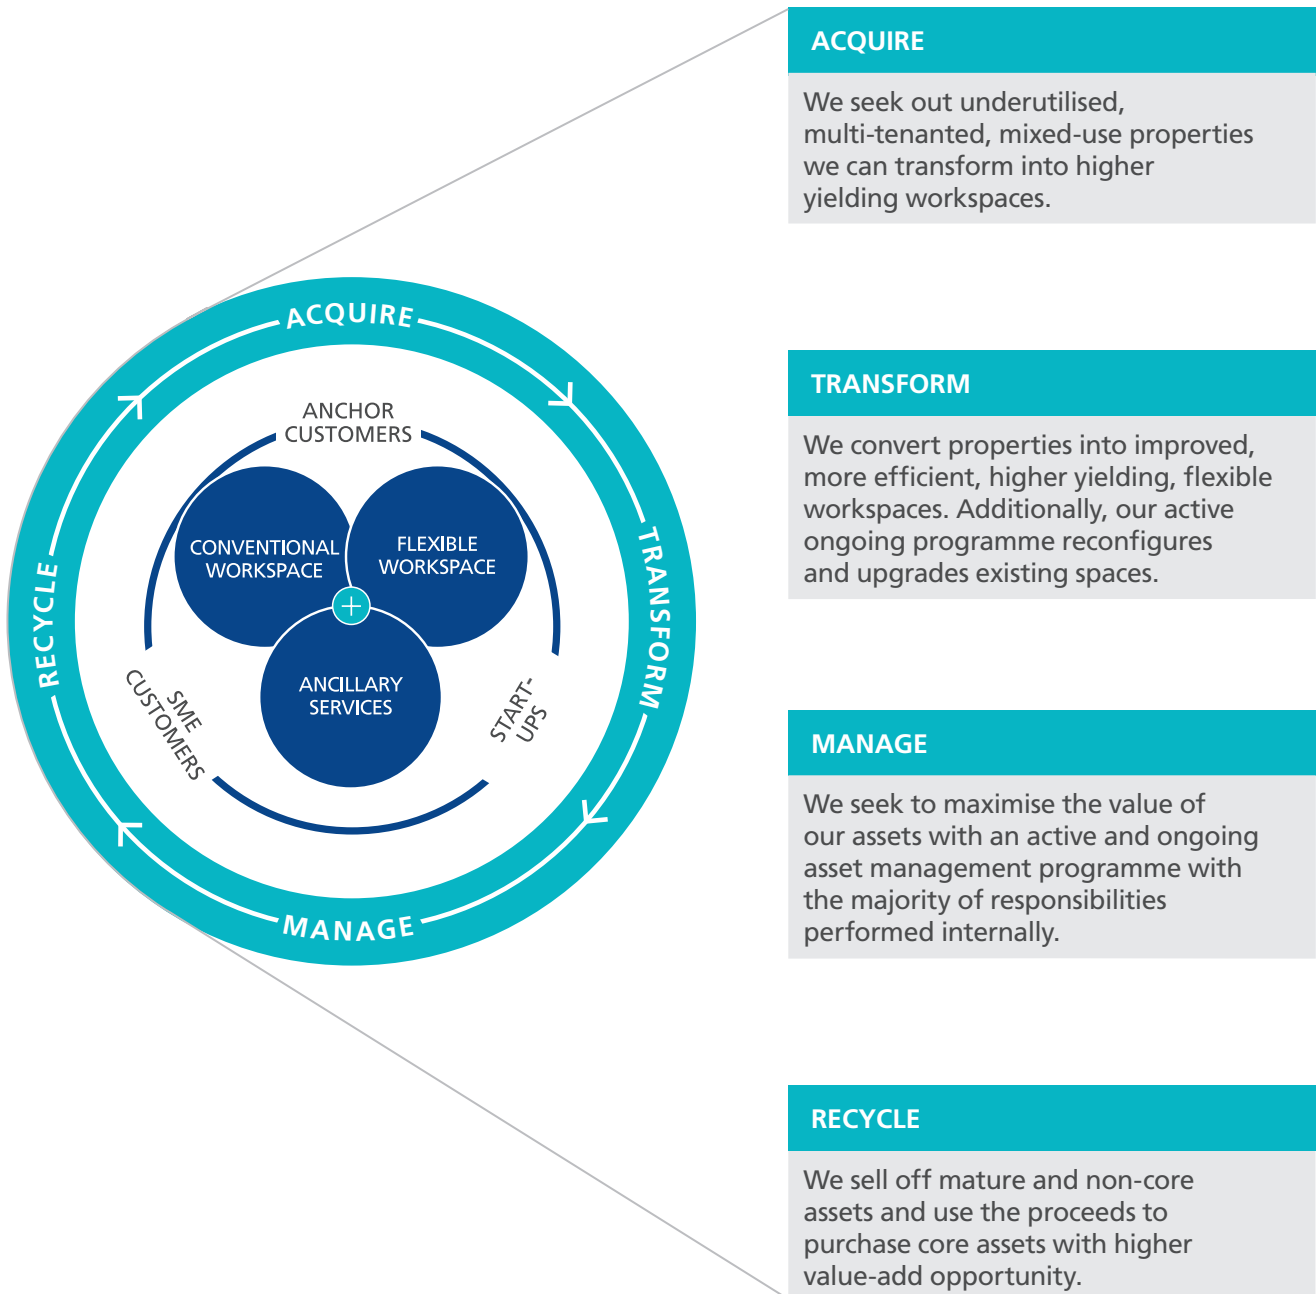 ACQUIRE
TRANSFORM
MANAGE
RECYCLE
ANCHOR
CUSTOMERS
CONVENTIONAL
WORKSPACE
FLEXIBLE
WORKSPACE
ANCILLARY
SERVICES
SME
CUSTOMERS
START-
UPS
ACQUIRE
We seek out underutilised,
multi-tenanted, mixed-use properties
we can transform into higher
yielding workspaces.
TRANSFORM
We convert properties into improved,
more efficient, higher yielding, flexible
workspaces. Additionally, our active
ongoing programme reconfigures
and upgrades existing spaces.
MANAGE
We seek to maximise the value of
our assets with an active and ongoing
asset management programme with
the majority of responsibilities
performed internally.
RECYCLE
We sell off mature and non-core
assets and use the proceeds to
purchase core assets with higher
value-add opportunity.